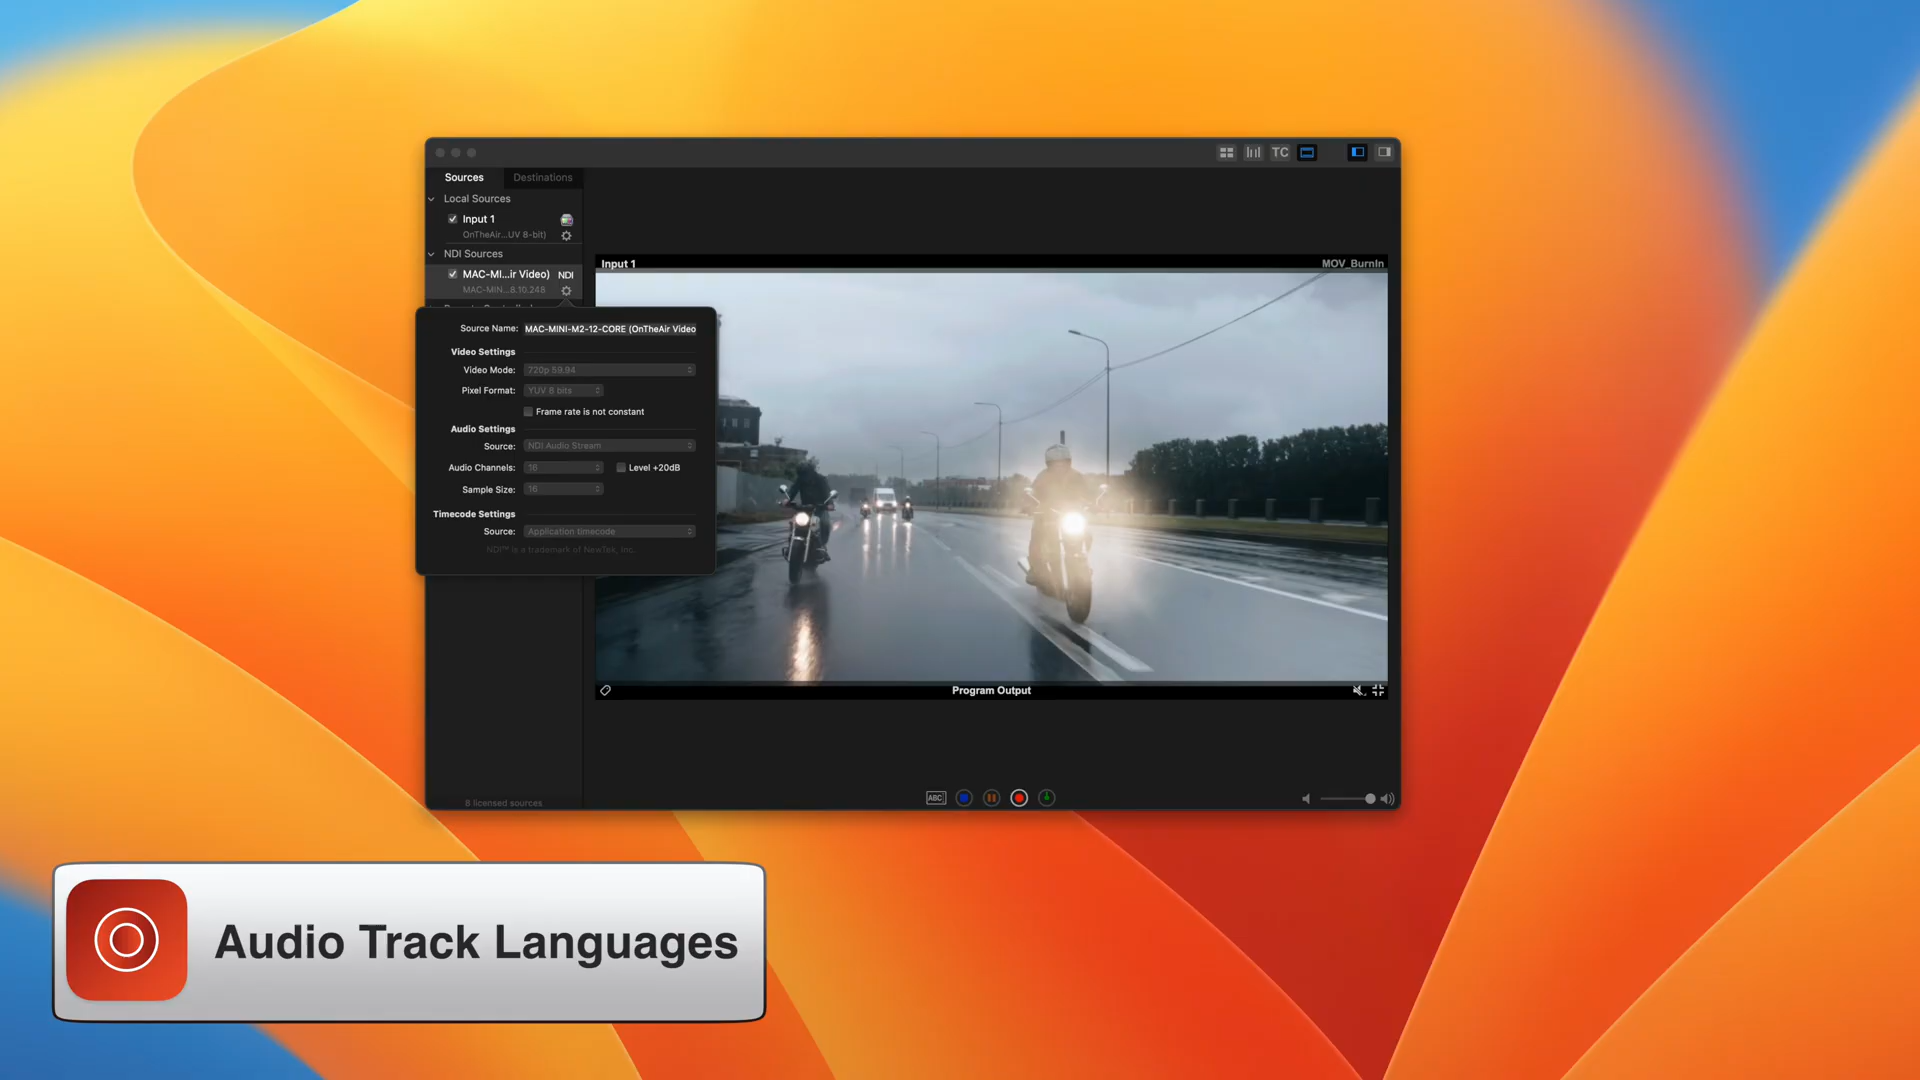 TC
Sources
Destinations
Local Sources
Input 1
OnTheAir...UV 8-bit)
NDI Sources
MAC-MI...ir Video)
NDI
MAC-MIN...8.10.248
Input 1
MOV_BurnIn
Source Name:
MAC-MINI-M2-12-CORE (OnTheAir Video
Video Settings
Video Mode:
720p 59.94
Pixel Format:
YUV 8 bits
Frame rate is not constant
Audio Settings
Source:
NDI Audio Stream
Audio Channels:
16
Level +20dB
Sample Size:
16
Timecode Settings
Source:
Application timecode
NDI™ is a trademark of NewTek, Inc.
Program Output
8 licensed sources
ABC
Audio Track Languages